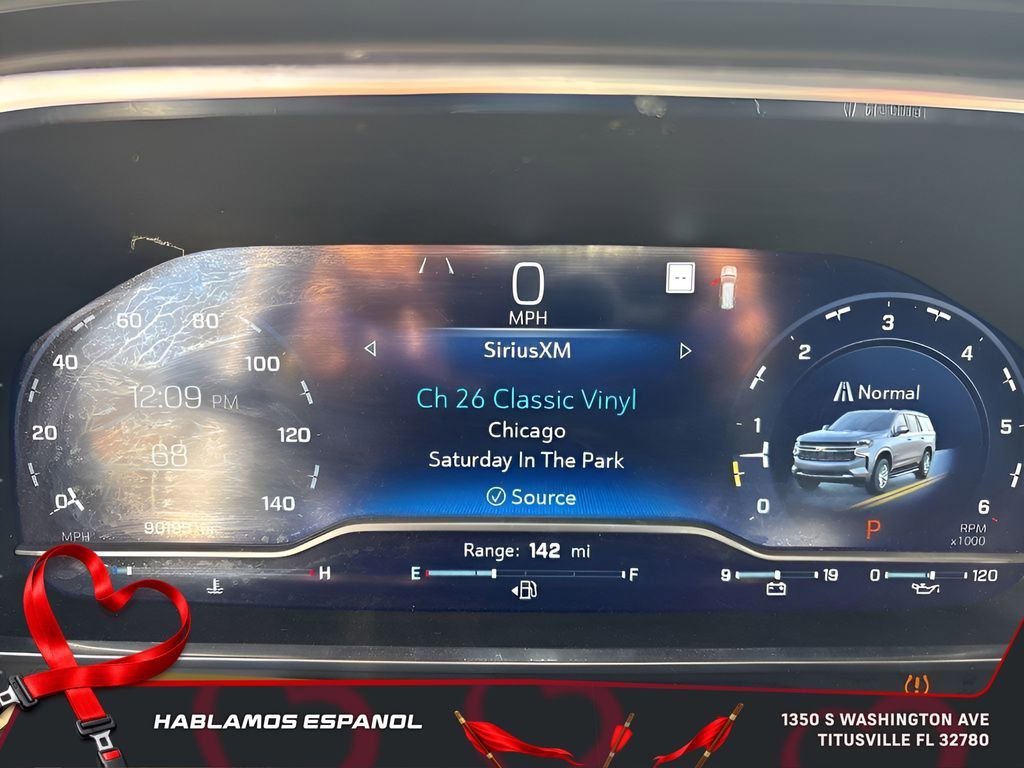 0
MPH
SiriusXM
Ch 26 Classic Vinyl
Chicago
Saturday In The Park
Source
0 20 40 60 80 100 120 140
12:09 PM
68
MPH
0 1 2 3 4 5 6
Normal
P
RPM
x1000
Range: 142 mi
H
E F
9 19
0 120
HABLAMOS ESPANOL
1350 S WASHINGTON AVE
TITUSVILLE FL 32780